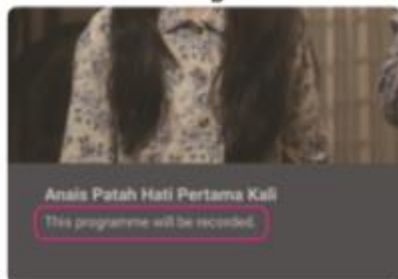 Anais Patah Hati Pertama Kali
This programme will be recorded.